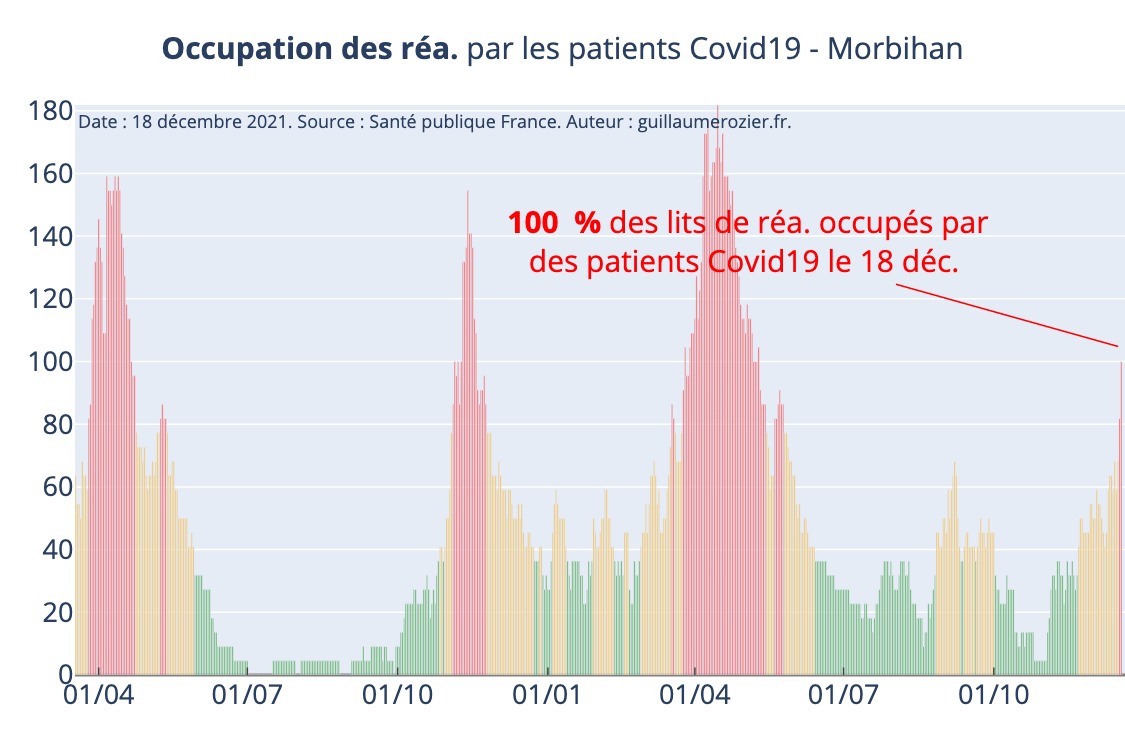 Occupation des réa. par les patients Covid19 - Morbihan
180
Date : 18 décembre 2021. Source : Santé publique France. Auteur : guillaumerozier.fr.
160
100  % des lits de réa. occupés par
140
des patients Covid19 le 18 déc.
120
100
80
60
40
20
0
01/04 01/07 01/10 01/01 01/04 01/07 01/10